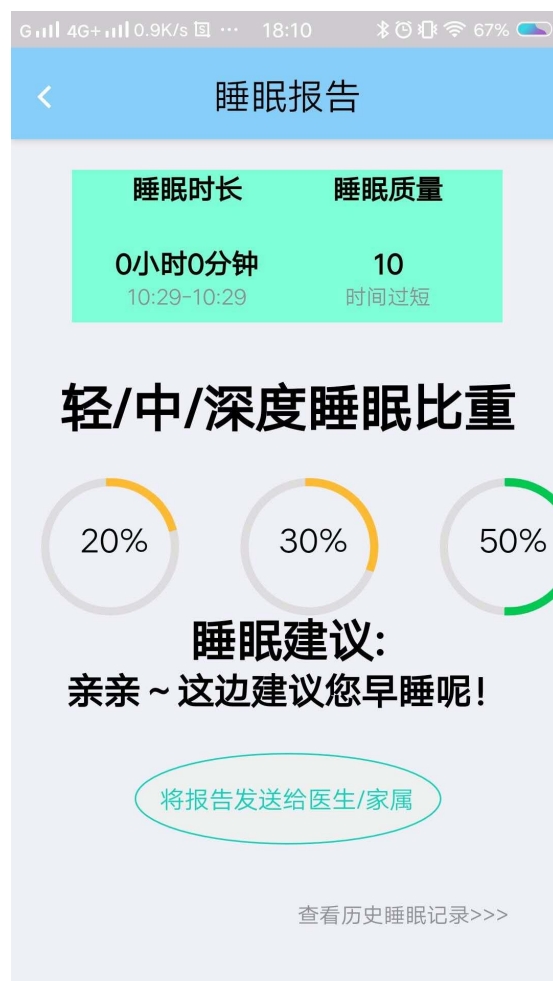 G 4G+ 0.9K/s ··· 18:10 67%
睡眠报告
睡眠时长 睡眠质量
0小时0分钟 10
10:29-10:29 时间过短
轻/中/深度睡眠比重
20% 30% 50%
睡眠建议:
亲亲~这边建议您早睡呢!
将报告发送给医生/家属
查看历史睡眠记录>>>